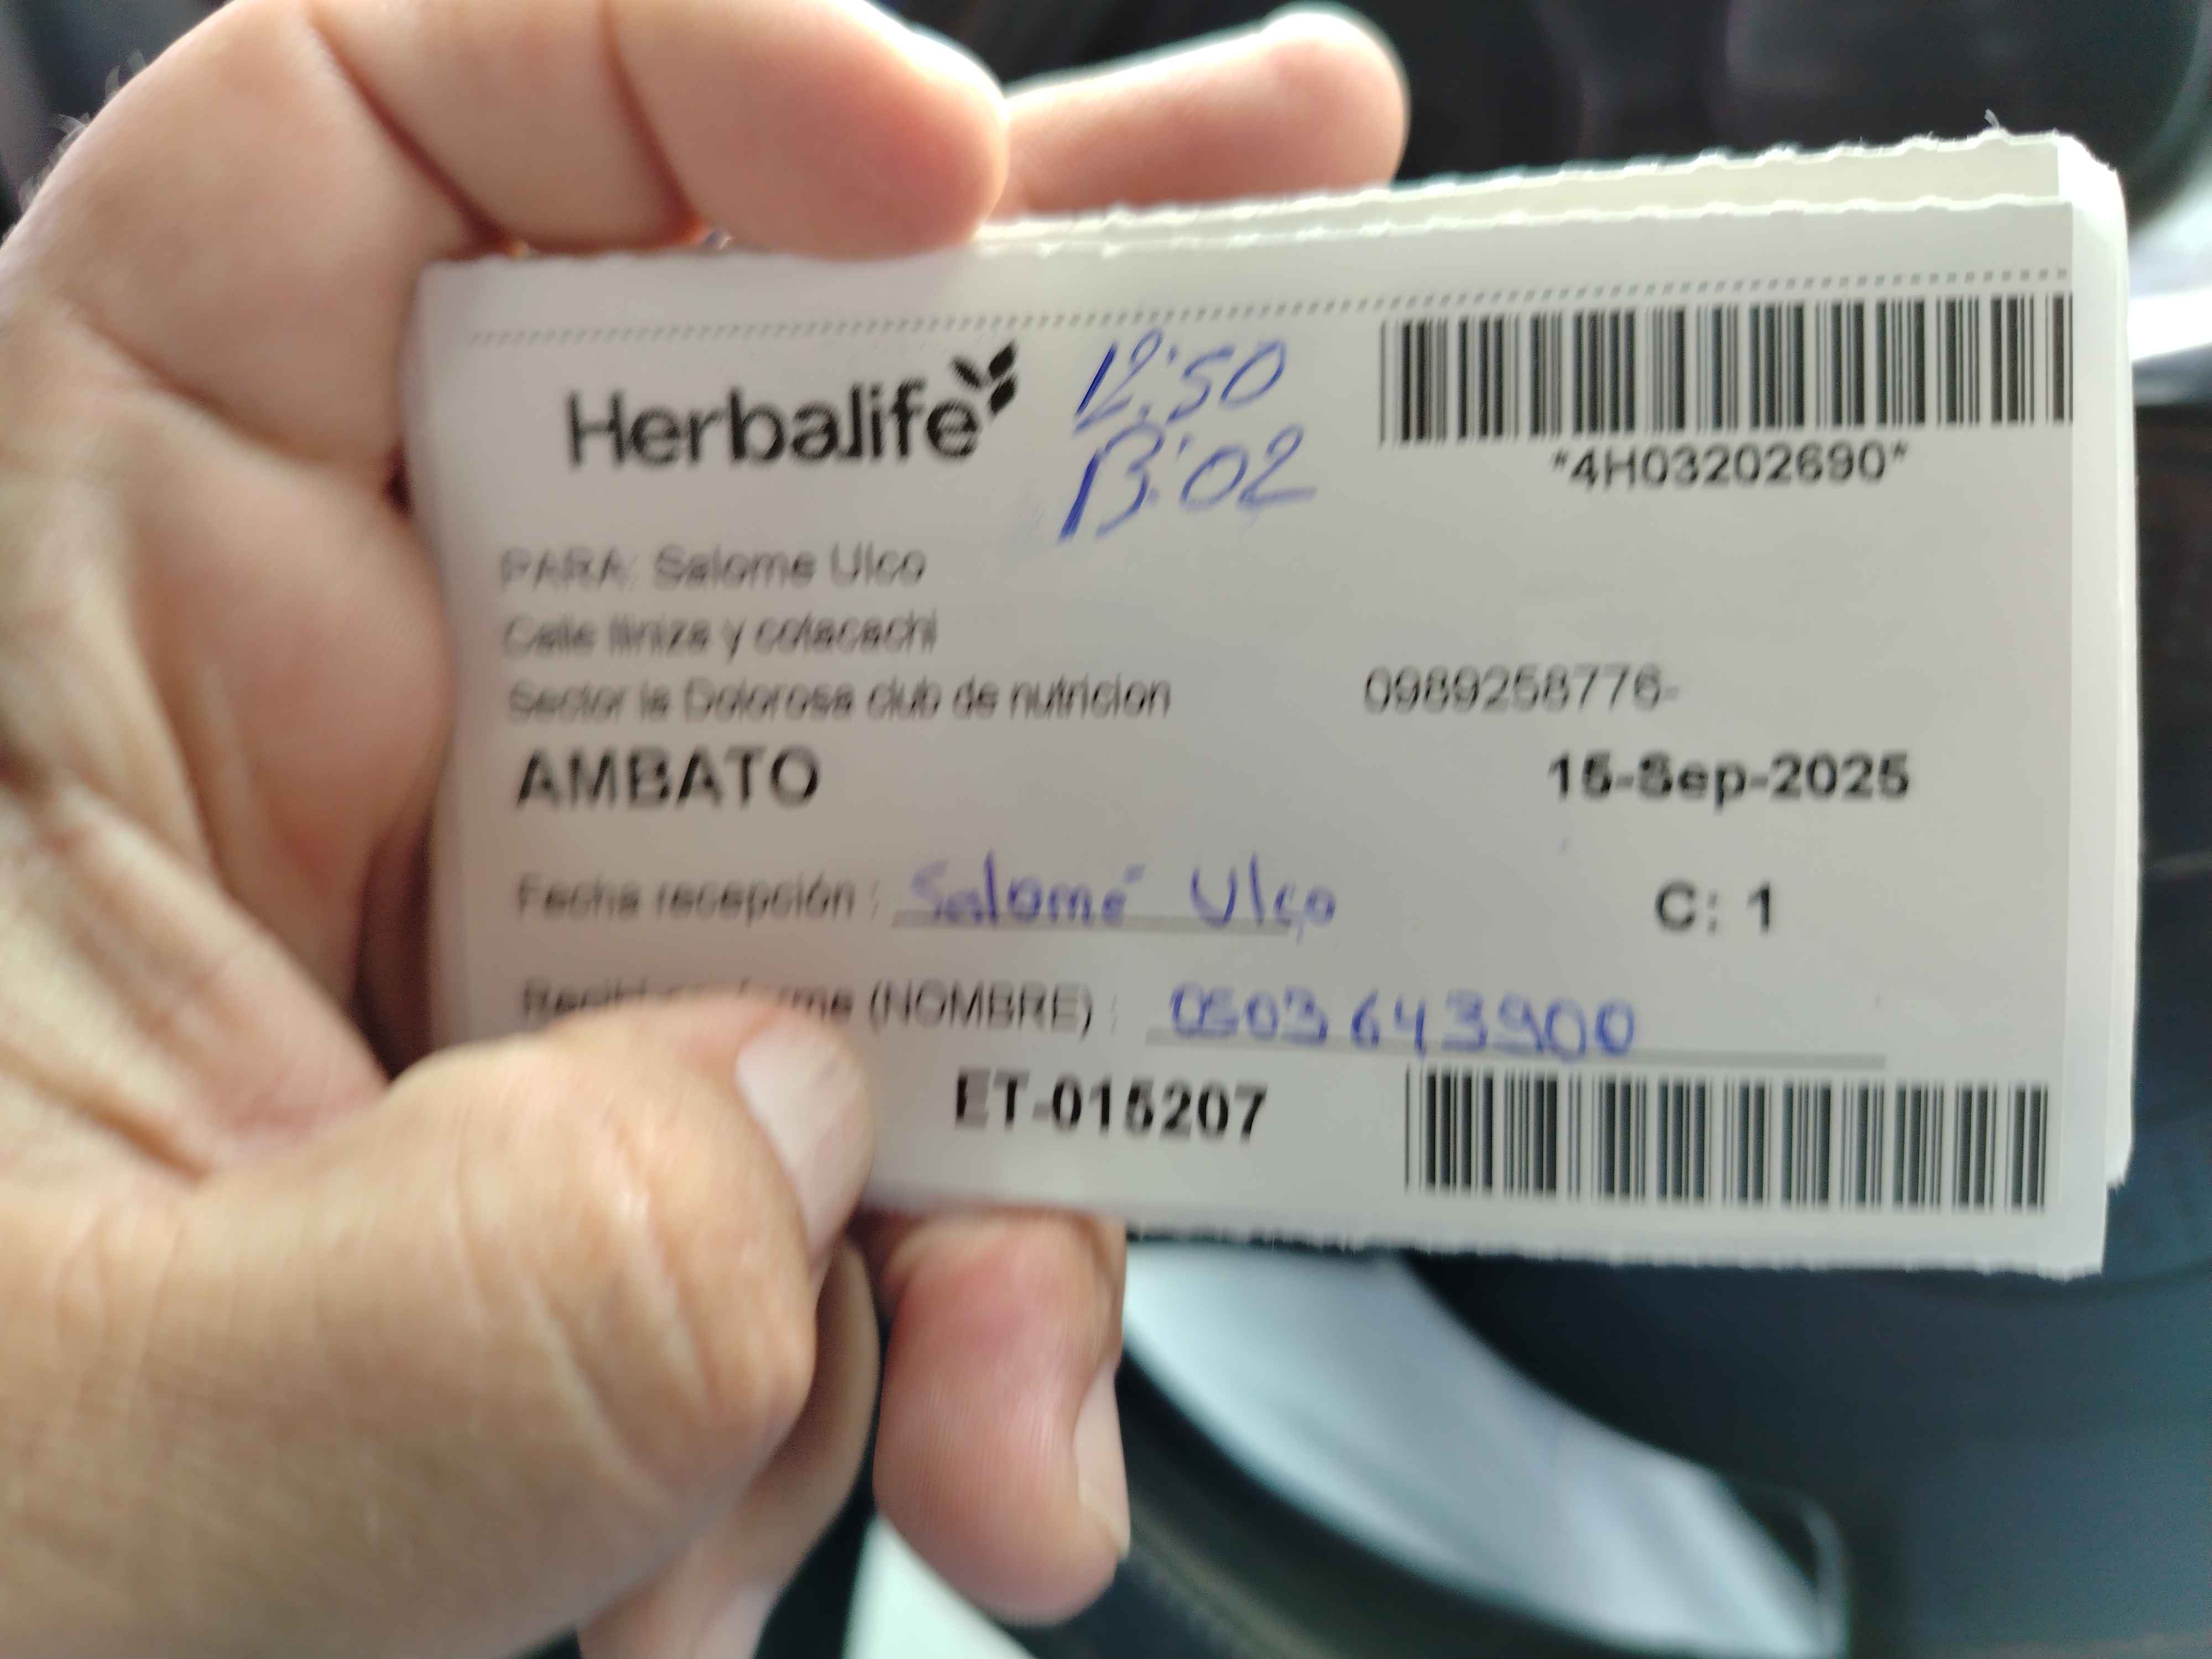 Herbalife
12:50
13:02
*4H03202690*
PARA: Salome Ulco
Calle Iliniza y cotacachi
Sector la Dolorosa club de nutricion
0989258776-
AMBATO
15-Sep-2025
Fecha recepción : Salomé Ulco
C: 1
(NOMBRE) : 0503643900
ET-015207